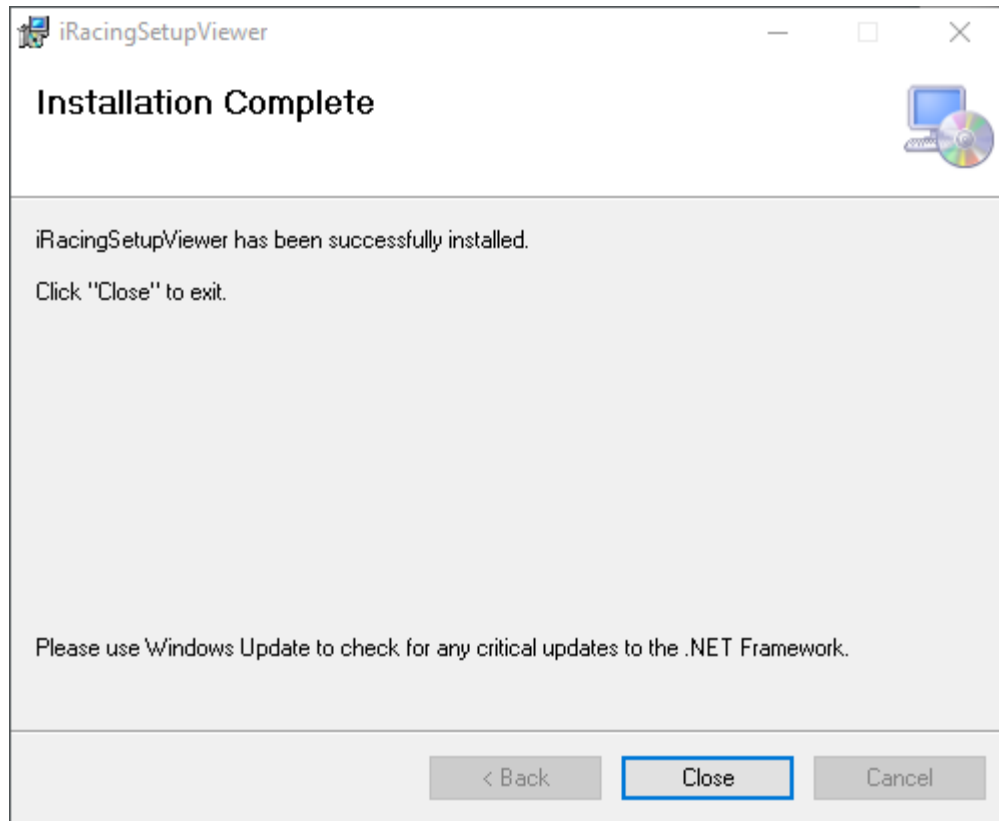 iRacingSetupViewer
Installation Complete
iRacingSetupViewer has been successfully installed.
Click "Close" to exit.
Please use Windows Update to check for any critical updates to the .NET Framework.
< Back
Close
Cancel